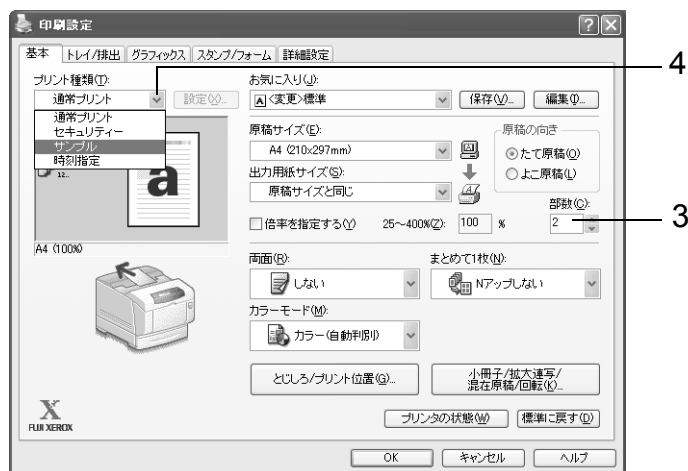 印刷設定
基本 トレイ/排出 グラフィックス スタンプ/フォーム 詳細設定
プリント種類(T):
通常プリント 設定(X)...
通常プリント
セキュリティー
サンプル
時刻指定
12..
a
A4 (100%)
FUJI XEROX
お気に入り(J):
A <変更>標準 保存(V)... 編集(I)...
原稿サイズ(E):
A4 (210x297mm)
出力用紙サイズ(S):
原稿サイズと同じ
原稿の向き
たて原稿(O)
よこ原稿(L)
部数(C):
倍率を指定する(Y) 25～400%(Z): 100 % 2
両面(R):
しない
まとめて1枚(N):
Nアップしない
カラーモード(M):
カラー(自動判別)
とじしろ/プリント位置(G)...
小冊子/拡大連写/
混在原稿/回転(K)...
プリンタの状態(W) 標準に戻す(D)
OK キャンセル ヘルプ
4
3